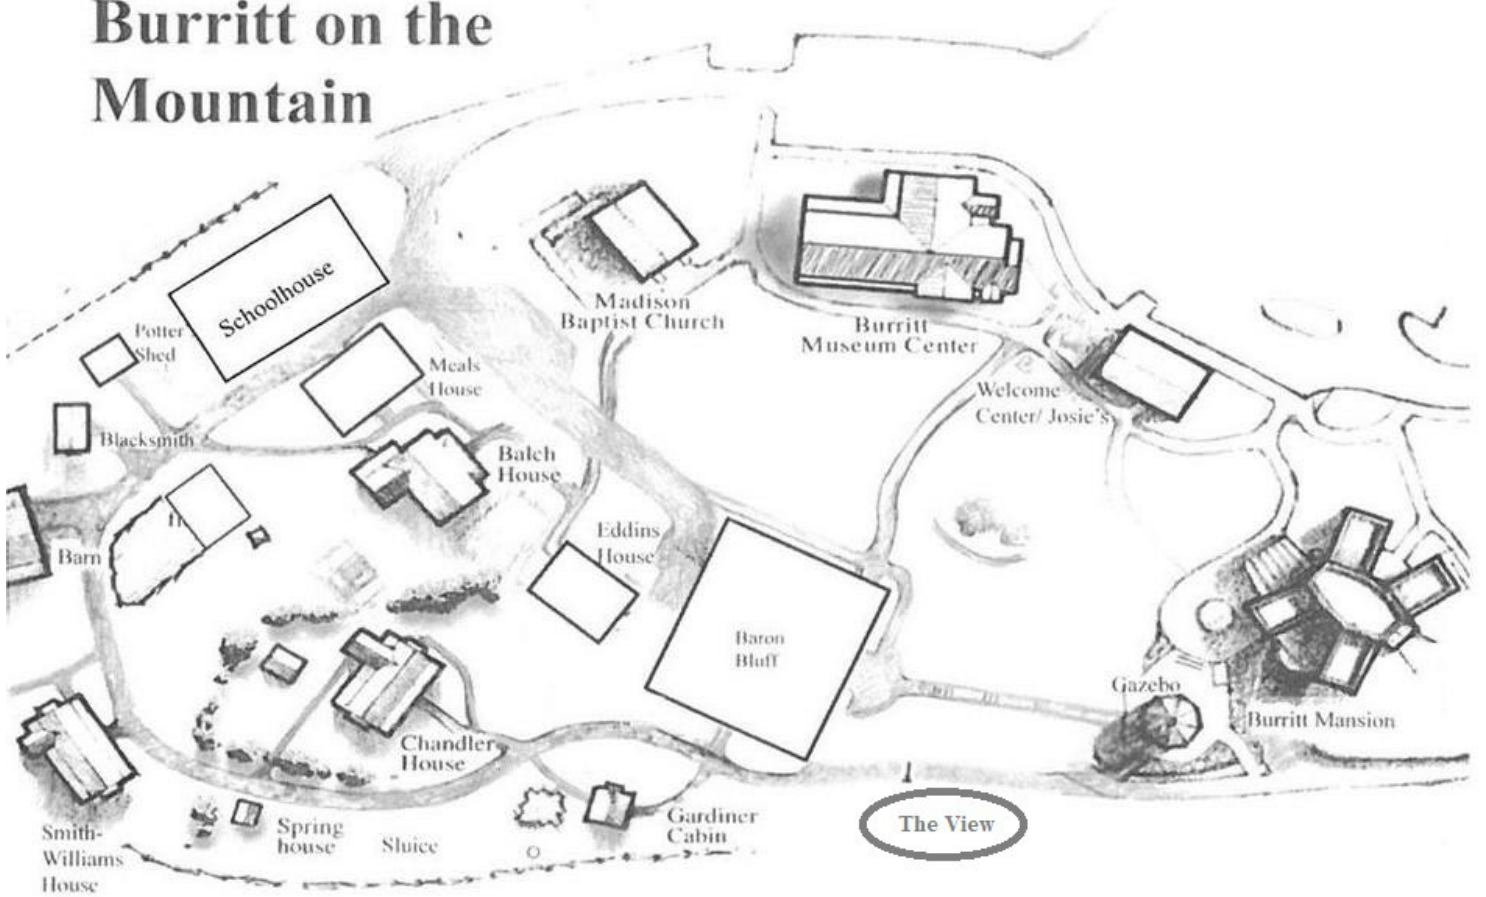 Burritt on the
Mountain
Schoolhouse
Potter
Shed
Madison
Baptist Church
Burritt
Museum Center
Meals
House
Welcome
Center/ Josie's
Blacksmith
Balch
House
Eddins
House
Barn
Baron
Bluff
Gazebo
Burritt Mansion
Chandler
House
Gardiner
Cabin
The View
Spring
house
Sluice
Smith-
Williams
House